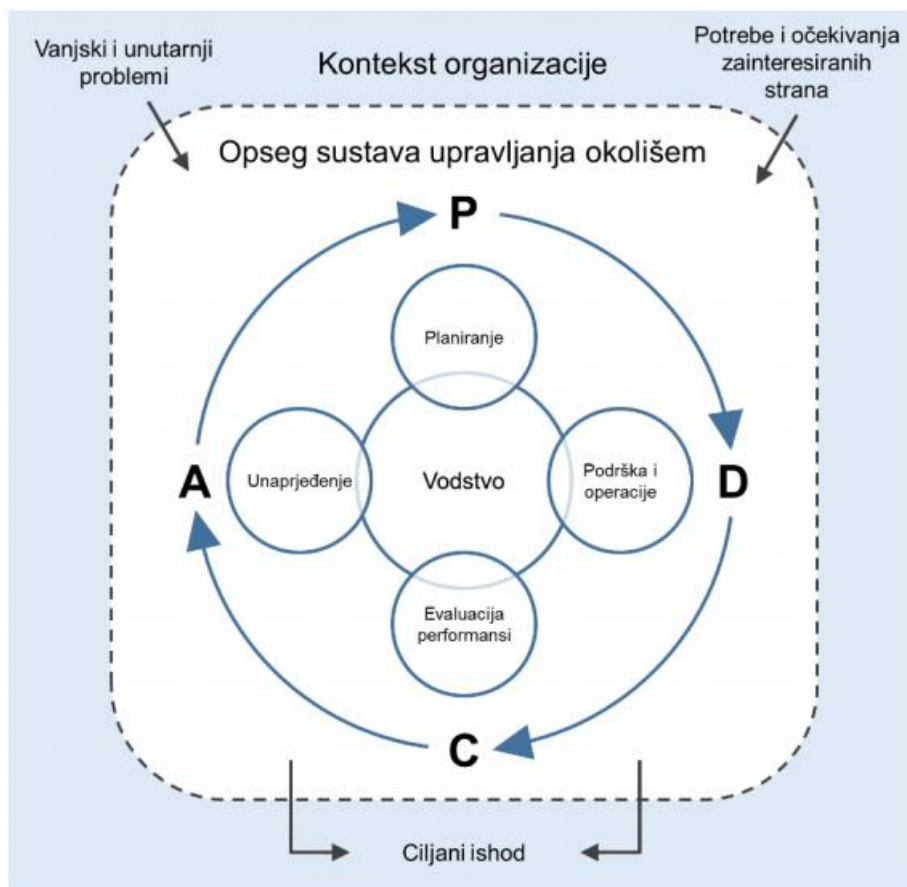 Vanjski i unutarnji
problemi
Kontekst organizacije
Potrebe i očekivanja
zainteresiranih
strana
Opseg sustava upravljanja okolišem
P
Planiranje
A
Unaprjeđenje
Vodstvo
Podrška i
operacije
D
Evaluacija
performansi
C
Ciljani ishod